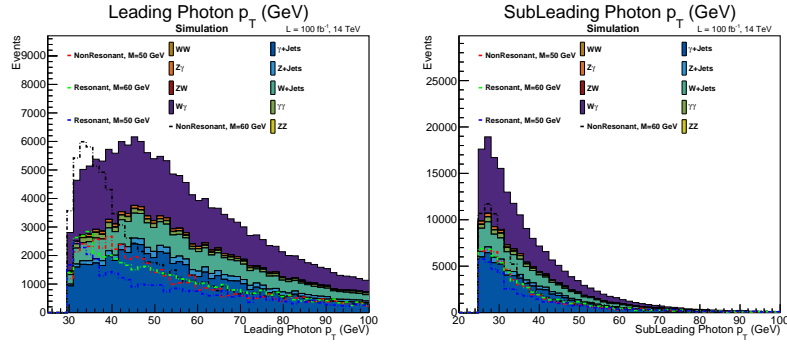 Leading Photon p_T (GeV)
Simulation
L = 100 fb⁻¹, 14 TeV
Events
NonResonant, M=50 GeV
Resonant, M=60 GeV
Resonant, M=50 GeV
WW
Zγ
ZW
Wγ
NonResonant, M=60 GeV
γ+Jets
Z+Jets
W+Jets
γγ
ZZ
9000
8000
7000
6000
5000
4000
3000
2000
1000
0
30 40 50 60 70 80 90 100
Leading Photon p_T (GeV)
SubLeading Photon p_T (GeV)
Simulation
L = 100 fb⁻¹, 14 TeV
Events
NonResonant, M=50 GeV
Resonant, M=60 GeV
Resonant, M=50 GeV
WW
Zγ
ZW
Wγ
NonResonant, M=60 GeV
γ+Jets
Z+Jets
W+Jets
γγ
ZZ
25000
20000
15000
10000
5000
0
20 30 40 50 60 70 80 90 100
SubLeading Photon p_T (GeV)